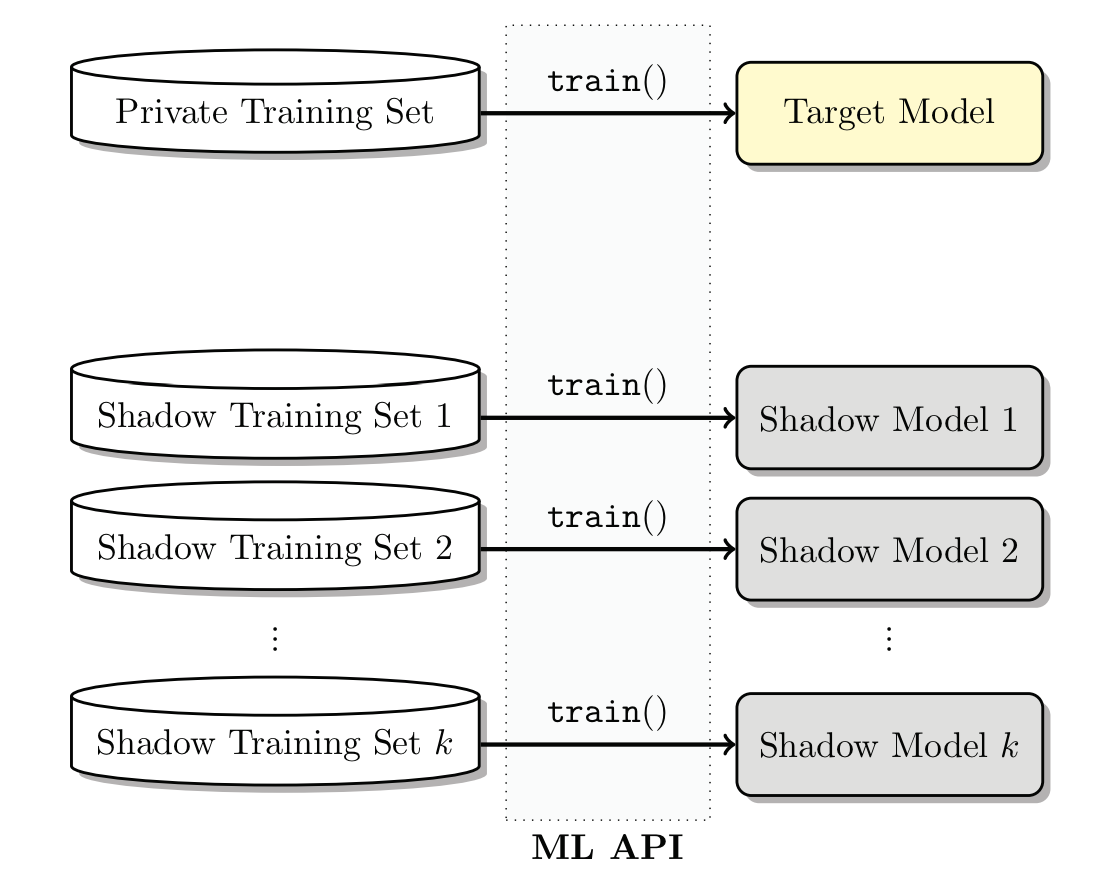 Private Training Set
train()
Target Model
Shadow Training Set 1
train()
Shadow Model 1
Shadow Training Set 2
train()
Shadow Model 2
⋮
⋮
Shadow Training Set k
train()
Shadow Model k
ML API